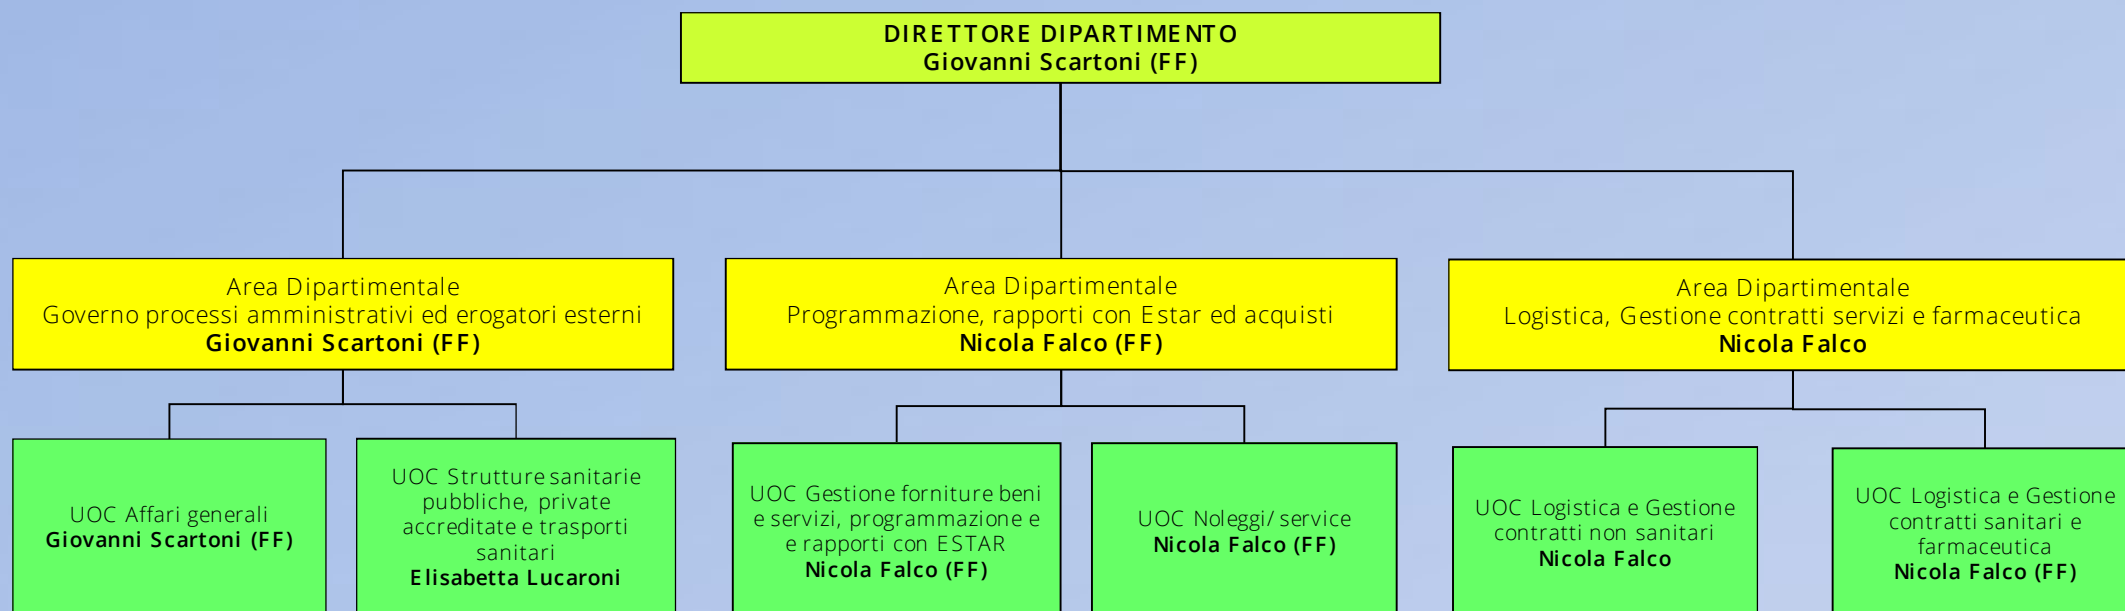 DIRETTORE DIPARTIMENTO
Giovanni Scartoni (FF)
Area Dipartimentale
Governo processi amministrativi ed erogatori esterni
Giovanni Scartoni (FF)
Area Dipartimentale
Programmazione, rapporti con Estar ed acquisti
Nicola Falco (FF)
Area Dipartimentale
Logistica, Gestione contratti servizi e farmaceutica
Nicola Falco
UOC Affari generali
Giovanni Scartoni (FF)
UOC Strutture sanitarie
pubbliche, private
accreditate e trasporti
sanitari
Elisabetta Lucaroni
UOC Gestione forniture beni
e servizi, programmazione e
e rapporti con ESTAR
Nicola Falco (FF)
UOC Noleggi/ service
Nicola Falco (FF)
UOC Logistica e Gestione
contratti non sanitari
Nicola Falco
UOC Logistica e Gestione
contratti sanitari e
farmaceutica
Nicola Falco (FF)